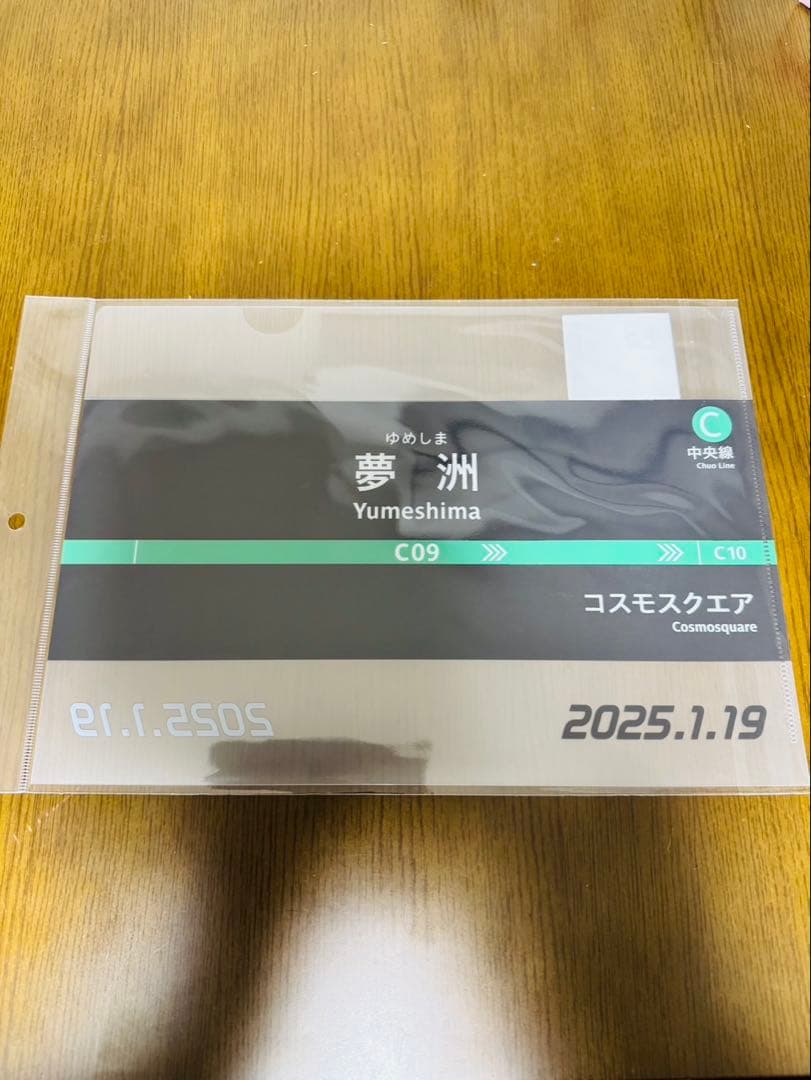 C
中央線
Chuo Line
ゆめしま
夢 洲
Yumeshima
C09 C10
コスモスクエア
Cosmosquare
2025.1.19
2025.1.19